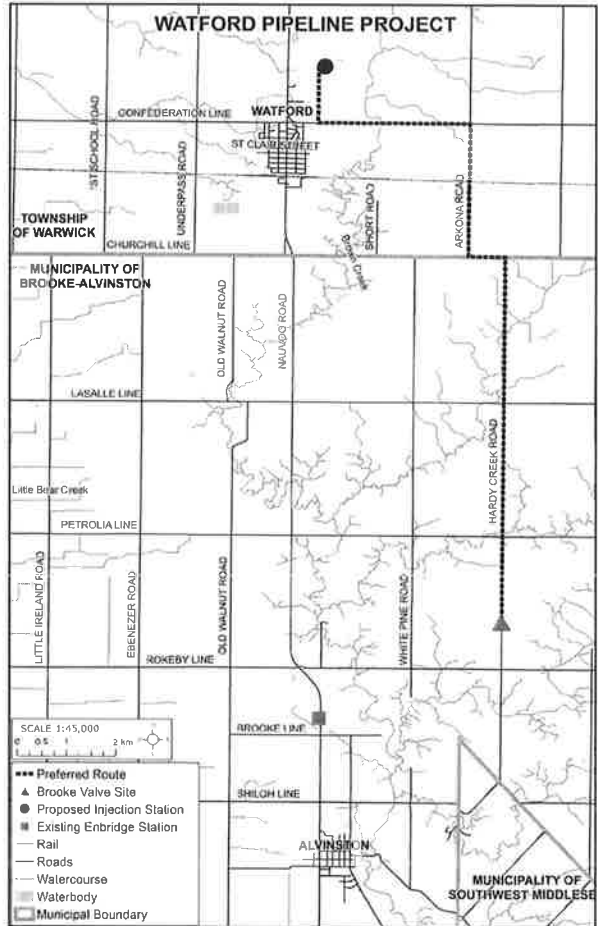 WATFORD PIPELINE PROJECT
CONFEDERATION LINE
WATFORD
ST CLAIR STREET
ST SCHOOL ROAD
UNDERPASS ROAD
SHORT ROAD
ARKONA ROAD
TOWNSHIP
OF WARWICK
CHURCHILL LINE
Brown Creek
MUNICIPALITY OF
BROOKE-ALVINSTON
OLD WALNUT ROAD
NAUVOO ROAD
LASALLE LINE
HARDY CREEK ROAD
Little Bear Creek
PETROLIA LINE
LITTLE IRELAND ROAD
EBENEZER ROAD
OLD WALNUT ROAD
WHITE PINE ROAD
ROKEBY LINE
SCALE 1:45,000
0 0.5 1 2 km
BROOKE LINE
SHILOH LINE
ALVINSTON
MUNICIPALITY OF
SOUTHWEST MIDDLESE
Preferred Route
Brooke Valve Site
Proposed Injection Station
Existing Enbridge Station
Rail
Roads
Watercourse
Waterbody
Municipal Boundary